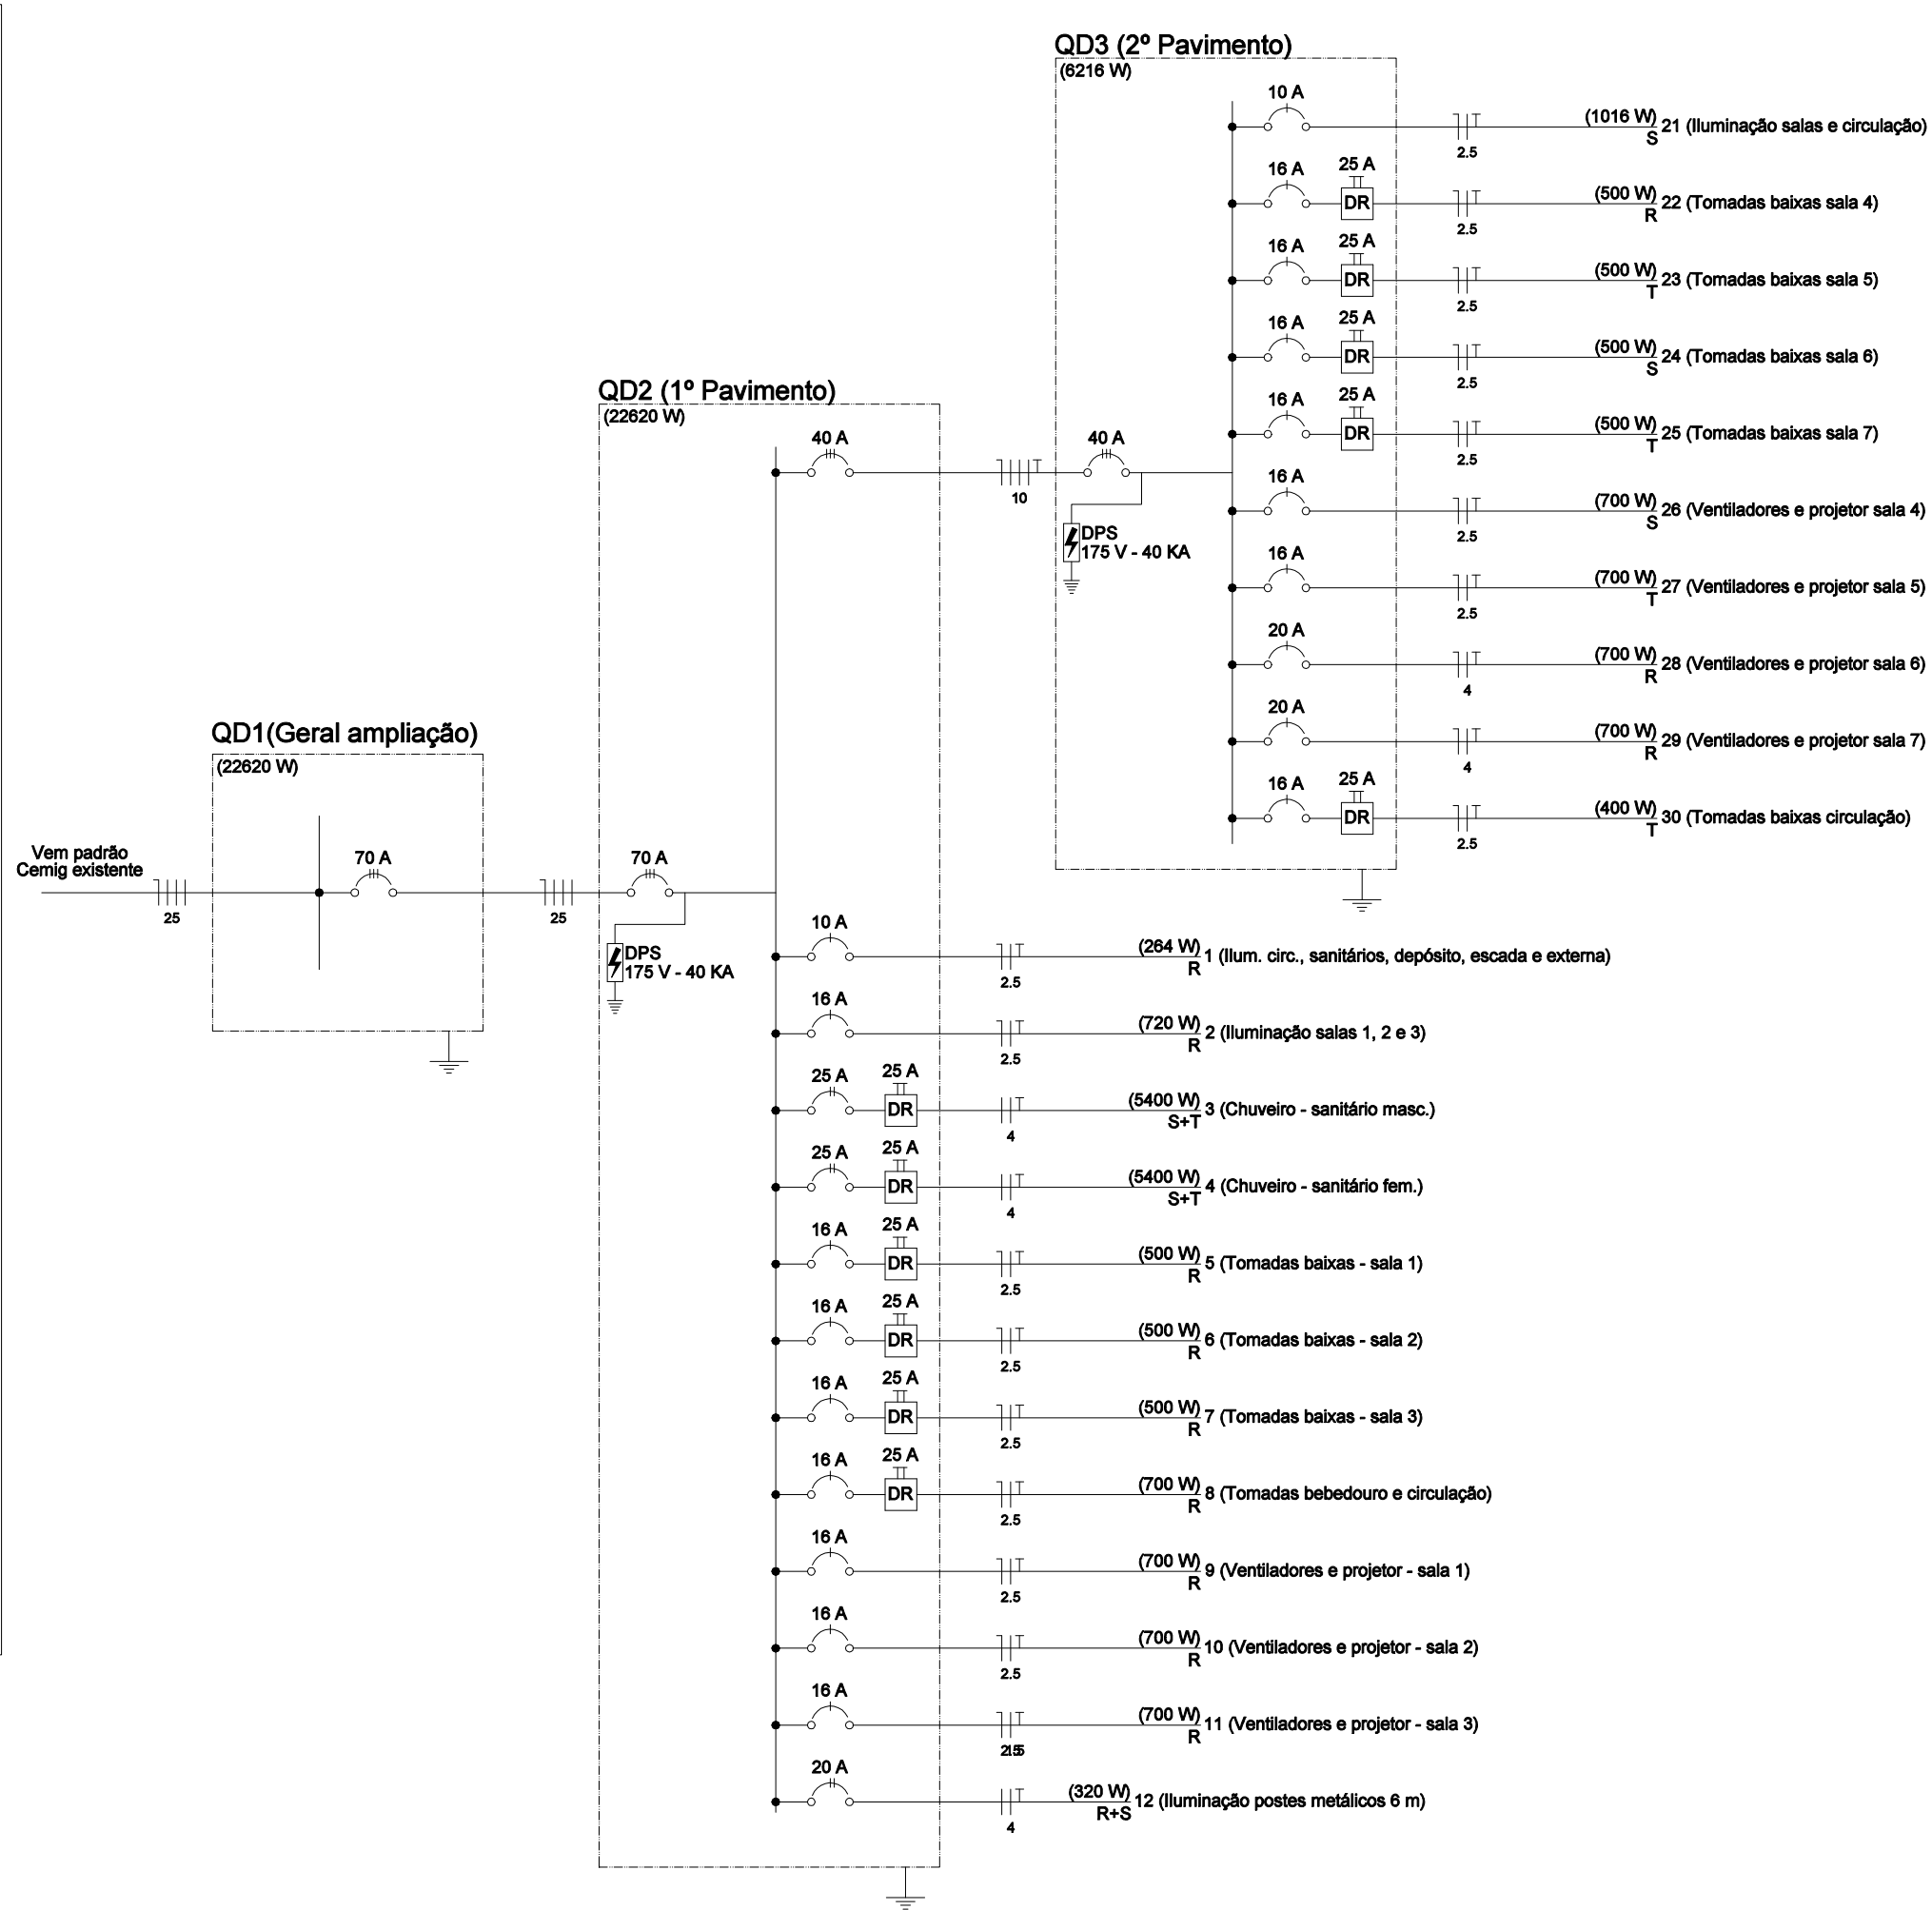 QD3 (2º Pavimento)
(6216 W)
10 A
2.5
(1016 W)
S
21 (Iluminação salas e circulação)
16 A
25 A
DR
2.5
(500 W)
R
22 (Tomadas baixas sala 4)
16 A
25 A
DR
2.5
(500 W)
T
23 (Tomadas baixas sala 5)
16 A
25 A
DR
2.5
(500 W)
S
24 (Tomadas baixas sala 6)
16 A
25 A
DR
2.5
(500 W)
T
25 (Tomadas baixas sala 7)
16 A
2.5
(700 W)
S
26 (Ventiladores e projetor sala 4)
16 A
2.5
(700 W)
T
27 (Ventiladores e projetor sala 5)
20 A
4
(700 W)
R
28 (Ventiladores e projetor sala 6)
20 A
4
(700 W)
R
29 (Ventiladores e projetor sala 7)
16 A
25 A
DR
2.5
(400 W)
T
30 (Tomadas baixas circulação)
40 A
DPS
175 V - 40 KA
QD2 (1º Pavimento)
(22620 W)
40 A
10
QD1(Geral ampliação)
(22620 W)
Vem padrão
Cemig existente
25
70 A
25
70 A
DPS
175 V - 40 KA
10 A
2.5
(264 W)
R
1 (Ilum. circ., sanitários, depósito, escada e externa)
16 A
2.5
(720 W)
R
2 (Iluminação salas 1, 2 e 3)
25 A
25 A
DR
4
(5400 W)
S+T
3 (Chuveiro - sanitário masc.)
25 A
25 A
DR
4
(5400 W)
S+T
4 (Chuveiro - sanitário fem.)
16 A
25 A
DR
2.5
(500 W)
R
5 (Tomadas baixas - sala 1)
16 A
25 A
DR
2.5
(500 W)
R
6 (Tomadas baixas - sala 2)
16 A
25 A
DR
2.5
(500 W)
R
7 (Tomadas baixas - sala 3)
16 A
25 A
DR
2.5
(700 W)
R
8 (Tomadas bebedouro e circulação)
16 A
2.5
(700 W)
R
9 (Ventiladores e projetor - sala 1)
16 A
2.5
(700 W)
R
10 (Ventiladores e projetor - sala 2)
16 A
(700 W)
R
11 (Ventiladores e projetor - sala 3)
20 A
4
(320 W)
R+S
12 (Iluminação postes metálicos 6 m)